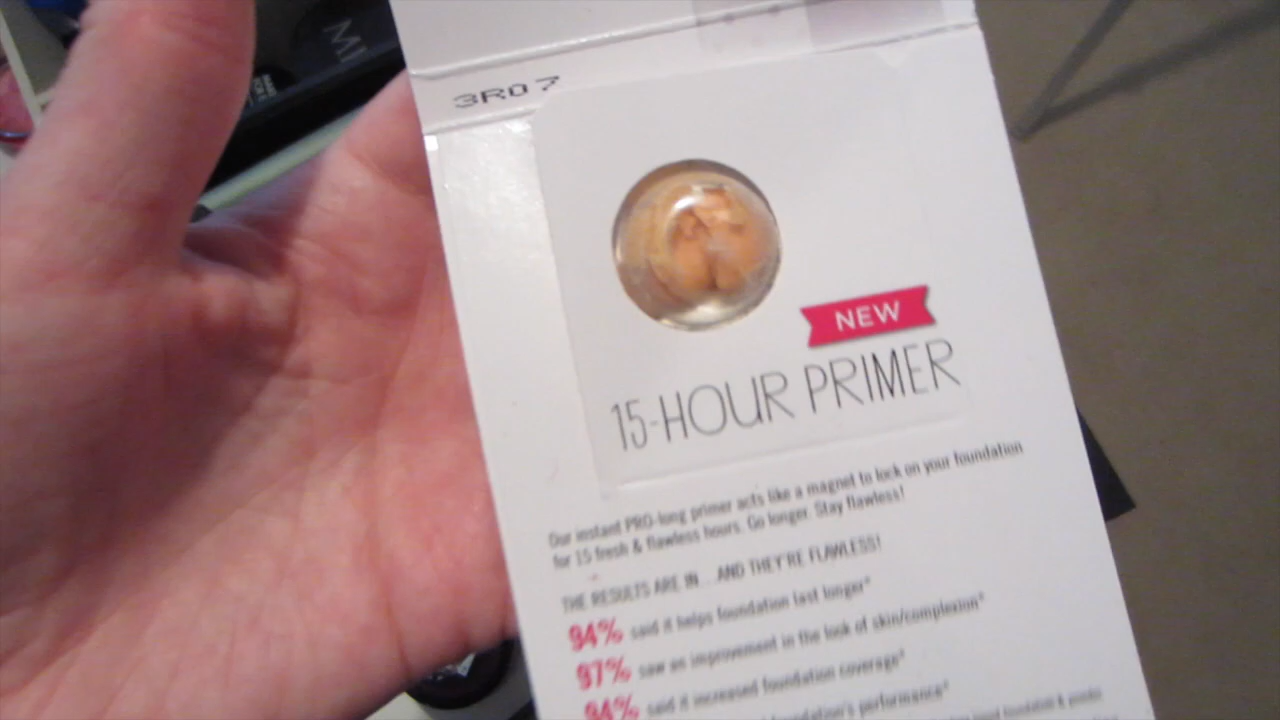 MI
3R07
NEW
15-HOUR PRIMER
Our instant PRO-long primer acts like a magnet to lock on your foundation
for 15 fresh & flawless hours. Go longer. Stay flawless!
THE RESULTS ARE IN...AND THEY'RE FLAWLESS!
94% said it helps foundation last longer*
97% saw an improvement in the look of skin/complexion*
94% said it increased foundation coverage*
foundation's performance*